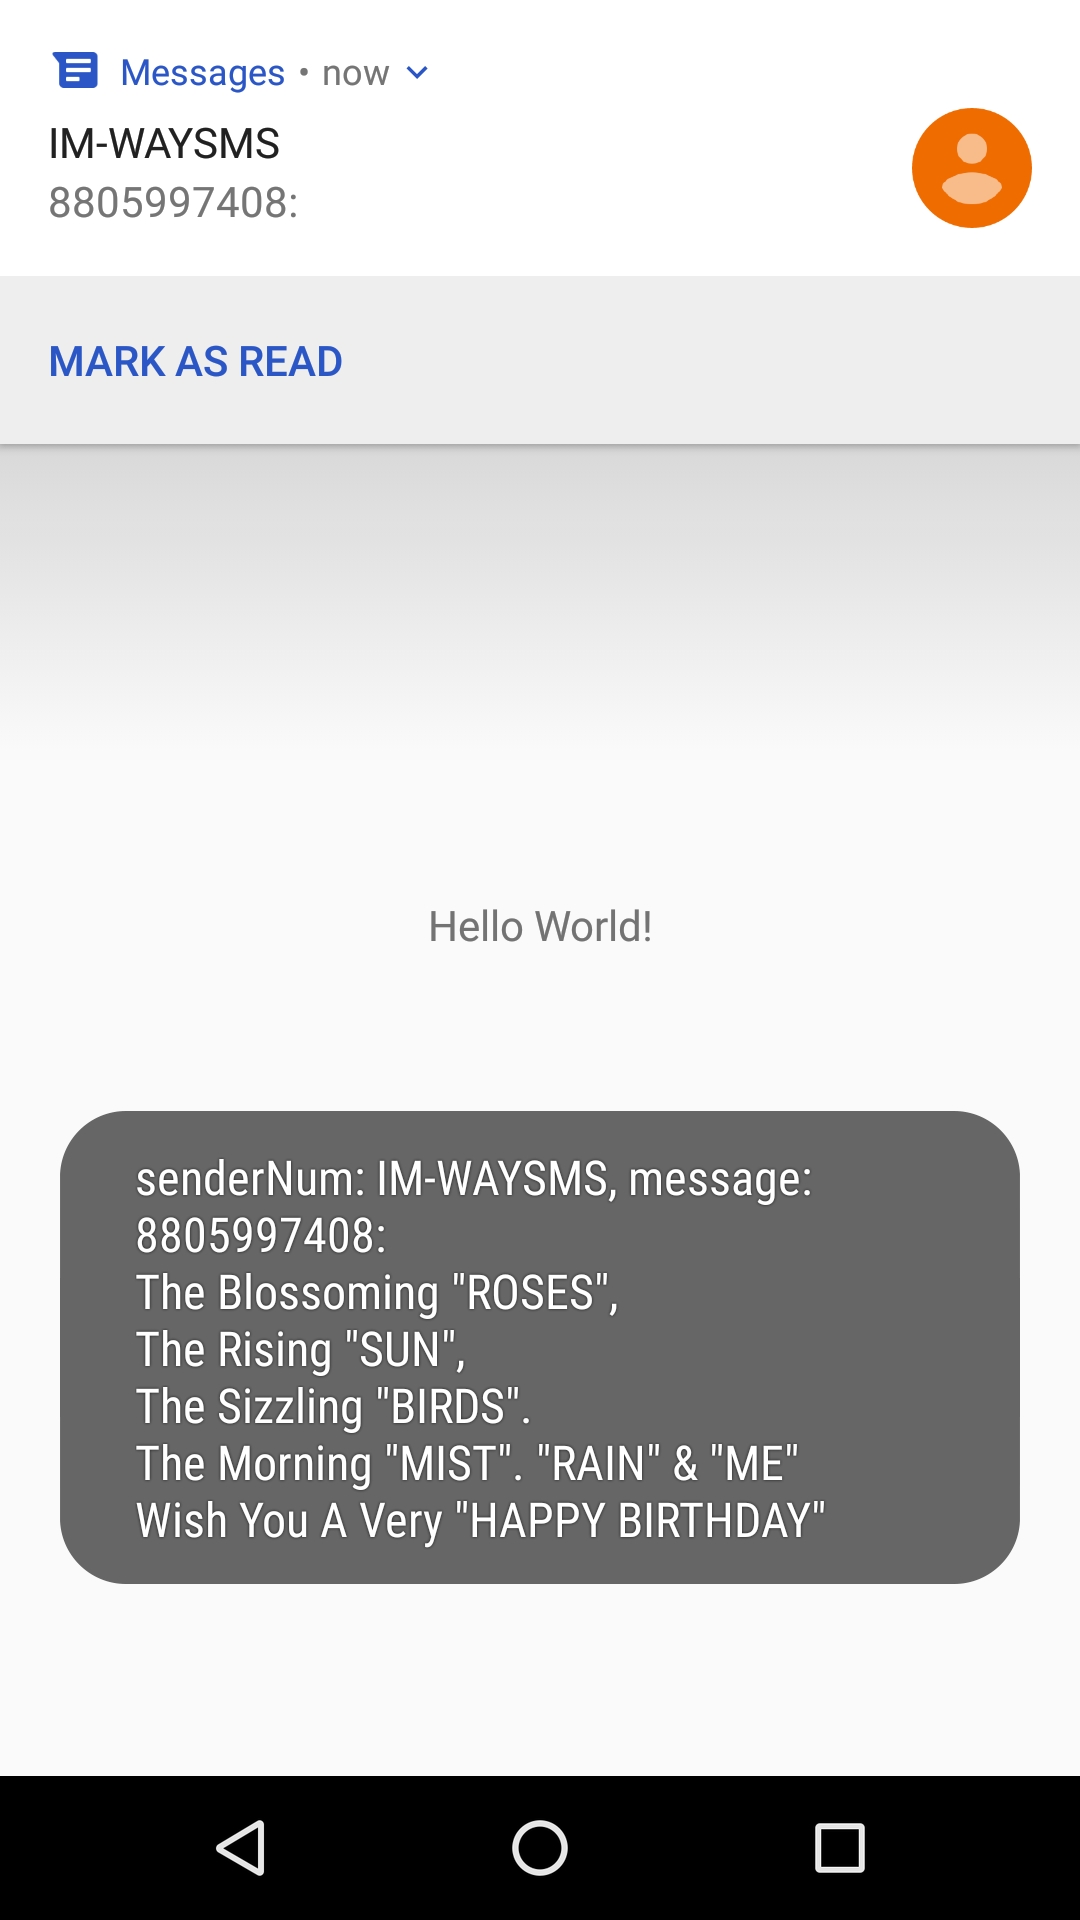 Messages • now
IM-WAYSMS
8805997408:
MARK AS READ
Hello World!
senderNum: IM-WAYSMS, message:
8805997408:
The Blossoming "ROSES",
The Rising "SUN",
The Sizzling "BIRDS".
The Morning "MIST". "RAIN" & "ME"
Wish You A Very "HAPPY BIRTHDAY"